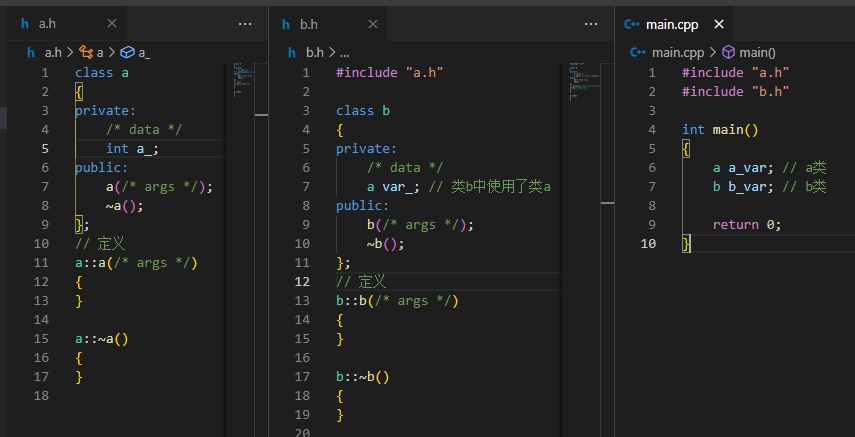 a.h
a.h > a > a_
1 class a
2 {
3 private:
4 /* data */
5 int a_;
6 public:
7 a(/* args */);
8 ~a();
9 };
10 // 定义
11 a::a(/* args */)
12 {
13 }
14
15 a::~a()
16 {
17 }
18
b.h
b.h > ...
1 #include "a.h"
2
3 class b
4 {
5 private:
6 /* data */
7 a var_; // 类b中使用了类a
8 public:
9 b(/* args */);
10 ~b();
11 };
12 // 定义
13 b::b(/* args */)
14 {
15 }
16
17 b::~b()
18 {
19 }
20
main.cpp
main.cpp > main()
1 #include "a.h"
2 #include "b.h"
3
4 int main()
5 {
6 a a_var; // a类
7 b b_var; // b类
8
9 return 0;
10 }